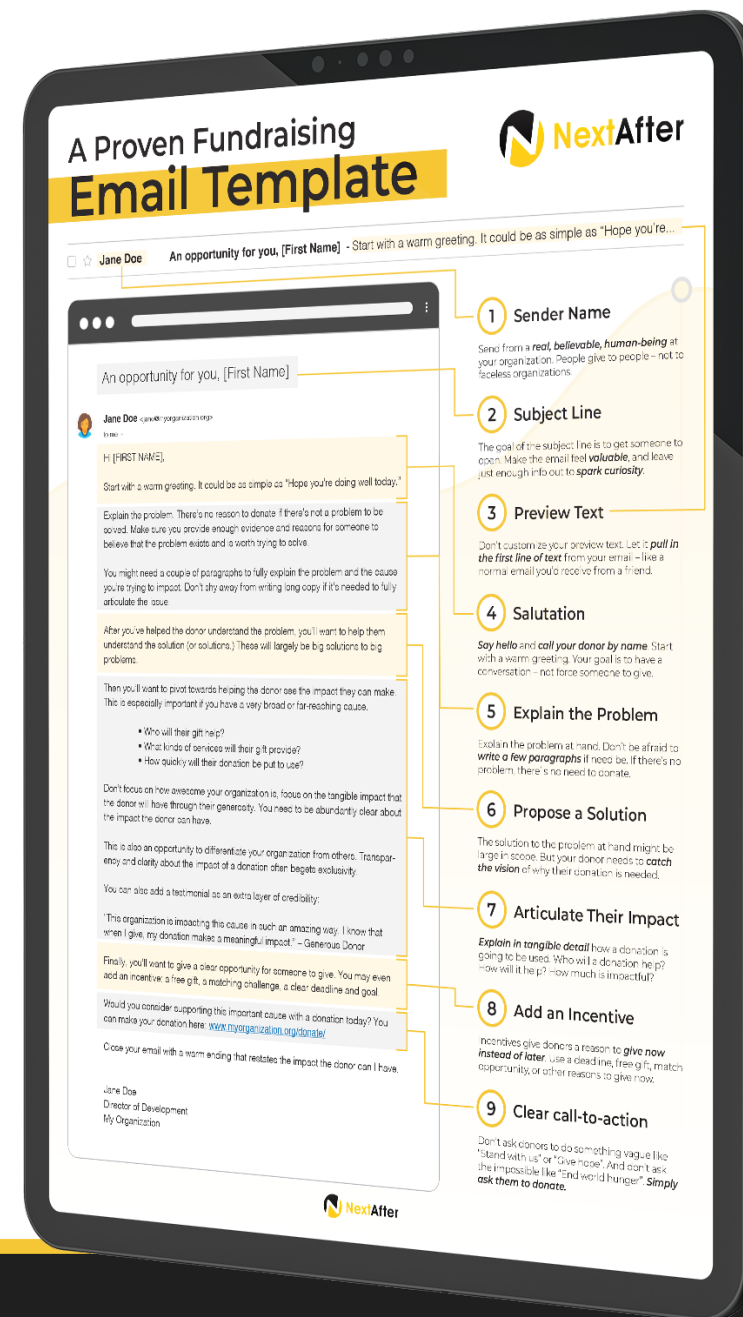 A Proven Fundraising
Email Template
NextAfter
Jane Doe An opportunity for you, [First Name] - Start with a warm greeting. It could be as simple as “Hope you're...
An opportunity for you, [First Name]
Jane Doe <jane@myorganization.org>
to me
Hi [FIRST NAME],
Start with a warm greeting. It could be as simple as “Hope you're doing well today.”
Explain the problem. There's no reason to donate if there's not a problem to be
solved. Make sure you provide enough evidence and reasons for someone to
believe that the problem exists and is worth trying to solve.
You might need a couple of paragraphs to fully explain the problem and the cause
you're trying to impact. Don't shy away from writing long copy if it's needed to fully
articulate the issue.
After you've helped the donor understand the problem, you'll want to help them
understand the solution (or solutions.) These will largely be big solutions to big
problems.
Then you'll want to pivot towards helping the donor see the impact they can make.
This is especially important if you have a very broad or far-reaching cause.
• Who will their gift help?
• What kinds of services will their gift provide?
• How quickly will their donation be put to use?
Don't focus on how awesome your organization is, focus on the tangible impact that
the donor will have through their generosity. You need to be abundantly clear about
the impact the donor can have.
This is also an opportunity to differentiate your organization from others. Transpar-
ency and clarity about the impact of a donation often begets exclusivity.
You can also add a testimonial as an extra layer of credibility:
“This organization is impacting this cause in such an amazing way. I know that
when I give, my donation makes a meaningful impact.” – Generous Donor
Finally, you'll want to give a clear opportunity for someone to give. You may even
add an incentive: a free gift, a matching challenge, a clear deadline and goal.
Would you consider supporting this important cause with a donation today? You
can make your donation here: www.myorganization.org/donate/
Close your email with a warm ending that restates the impact the donor can I have.
Jane Doe
Director of Development
My Organization
1 Sender Name
Send from a real, believable, human-being at
your organization. People give to people – not to
faceless organizations.
2 Subject Line
The goal of the subject line is to get someone to
open. Make the email feel valuable, and leave
just enough info out to spark curiosity.
3 Preview Text
Don't customize your preview text. Let it pull in
the first line of text from your email – like a
normal email you'd receive from a friend.
4 Salutation
Say hello and call your donor by name. Start
with a warm greeting. Your goal is to have a
conversation – not force someone to give.
5 Explain the Problem
Explain the problem at hand. Don't be afraid to
write a few paragraphs if need be. If there's no
problem, there's no need to donate.
6 Propose a Solution
The solution to the problem at hand might be
large in scope. But your donor needs to catch
the vision of why their donation is needed.
7 Articulate Their Impact
Explain in tangible detail how a donation is
going to be used. Who will a donation help?
How will it help? How much is impactful?
8 Add an Incentive
Incentives give donors a reason to give now
instead of later. Use a deadline, free gift, match
opportunity, or other reasons to give now.
9 Clear call-to-action
Don't ask donors to do something vague like
“Stand with us” or “Give hope”. And don't ask
the impossible like “End world hunger”. Simply
ask them to donate.
NextAfter